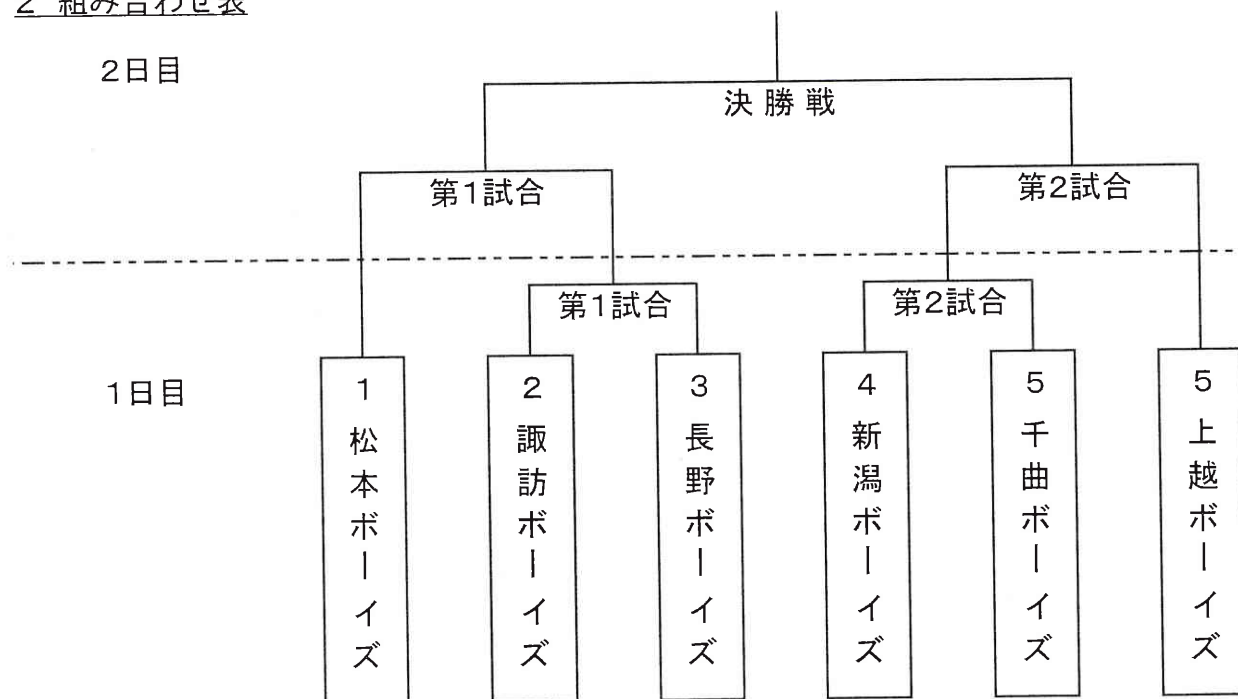 2 組み合わせ表
2日目
決勝戦
第1試合
第2試合
第1試合
第2試合
1日目
1 松本ボーイズ
2 諏訪ボーイズ
3 長野ボーイズ
4 新潟ボーイズ
5 千曲ボーイズ
5 上越ボーイズ